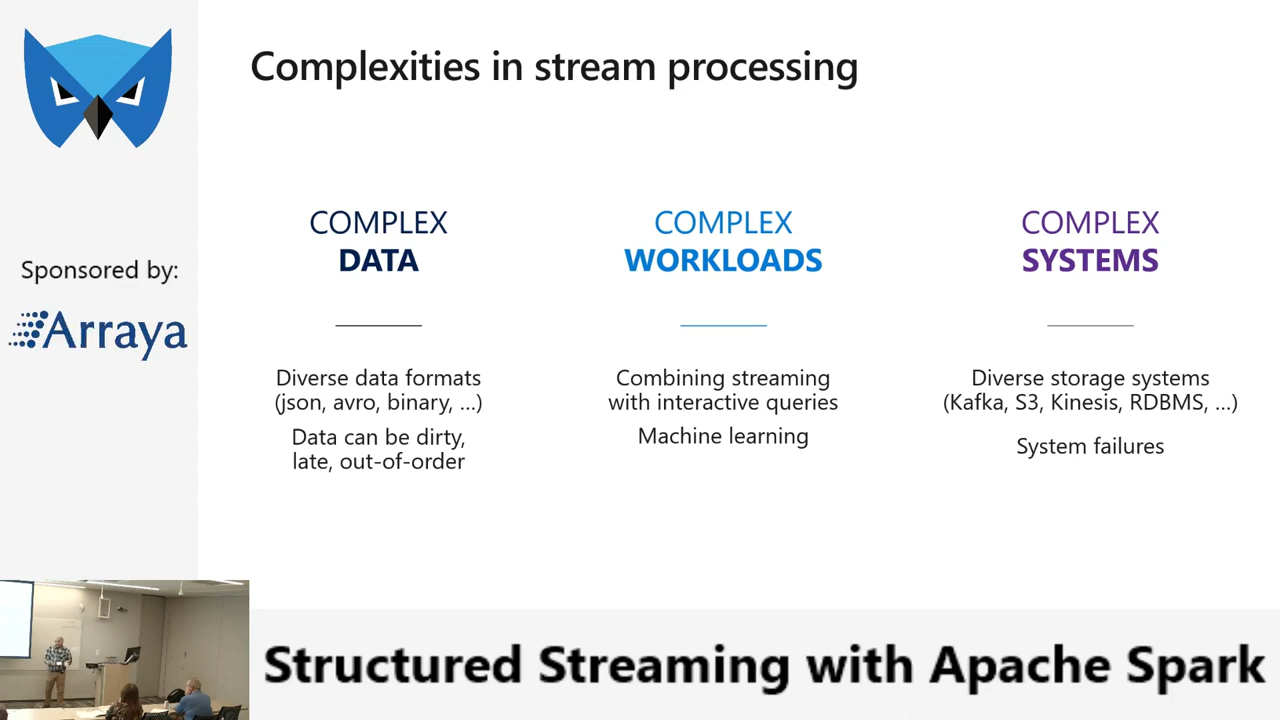 Complexities in stream processing
Sponsored by:
Arraya
COMPLEX
DATA
Diverse data formats
(json, avro, binary, ...)
Data can be dirty,
late, out-of-order
COMPLEX
WORKLOADS
Combining streaming
with interactive queries
Machine learning
COMPLEX
SYSTEMS
Diverse storage systems
(Kafka, S3, Kinesis, RDBMS, ...)
System failures
Structured Streaming with Apache Spark